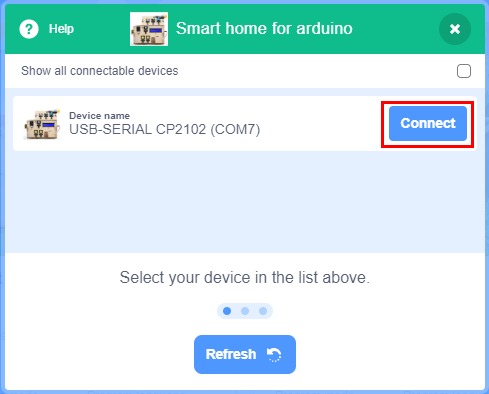 Help
Smart home for arduino
Show all connectable devices
Device name
USB-SERIAL CP2102 (COM7)
Connect
Select your device in the list above.
Refresh